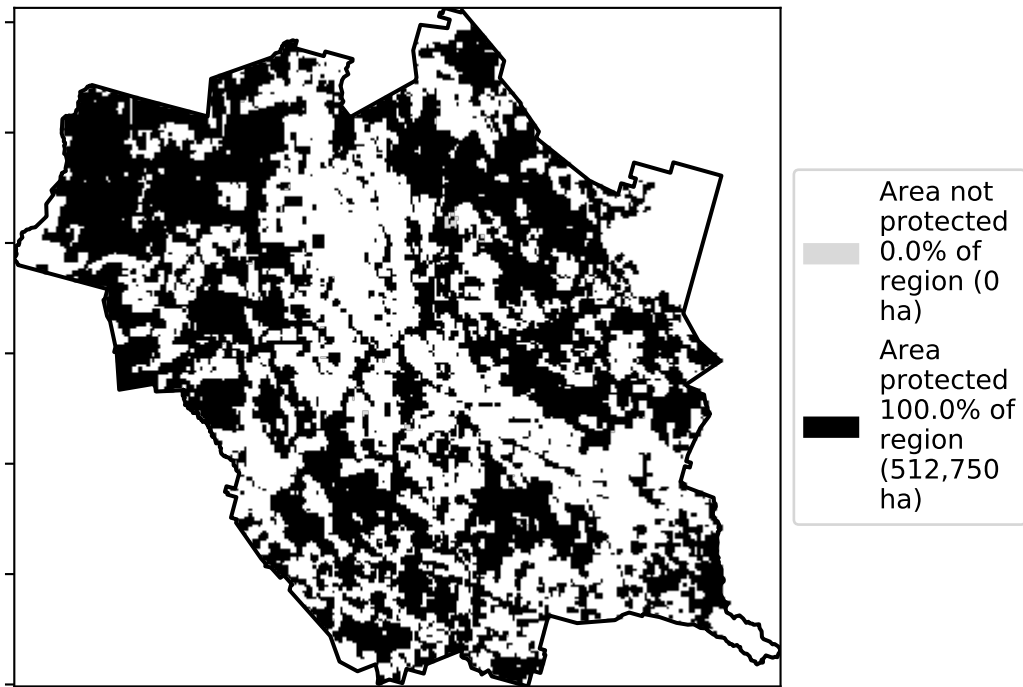 Area not
protected
0.0% of
region (0
ha)
Area
protected
100.0% of
region
(512,750
ha)